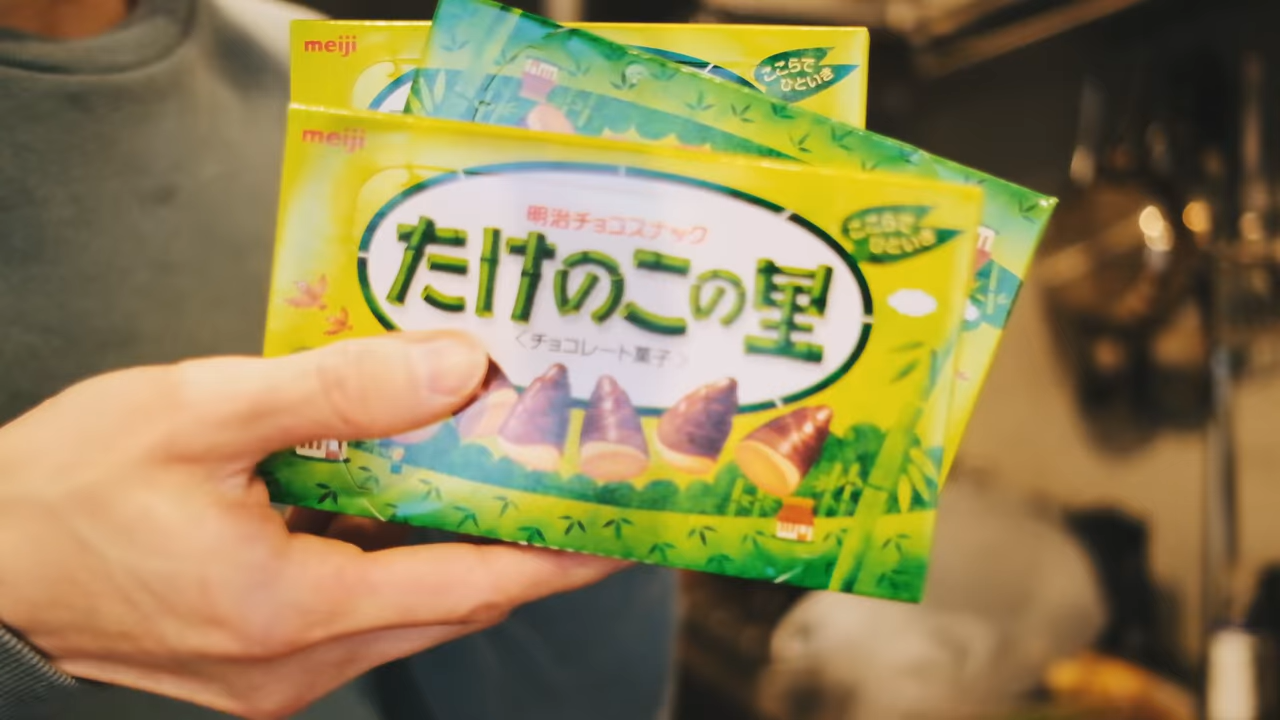 meiji
ここらで
ひといき
meiji
明治チョコスナック
ここらで
ひといき
たけのこの里
〈チョコレート菓子〉